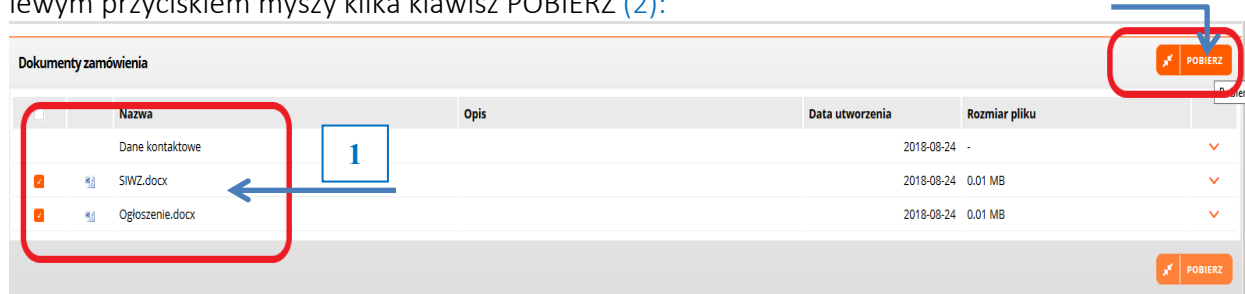 lewym przyciskiem myszy klika klawisz POBIERZ (2):
Dokumenty zamówienia
POBIERZ
Nazwa Opis Data utworzenia Rozmiar pliku
Dane kontaktowe 2018-08-24 -
1
SIWZ.docx 2018-08-24 0.01 MB
Ogłoszenie.docx 2018-08-24 0.01 MB
POBIERZ